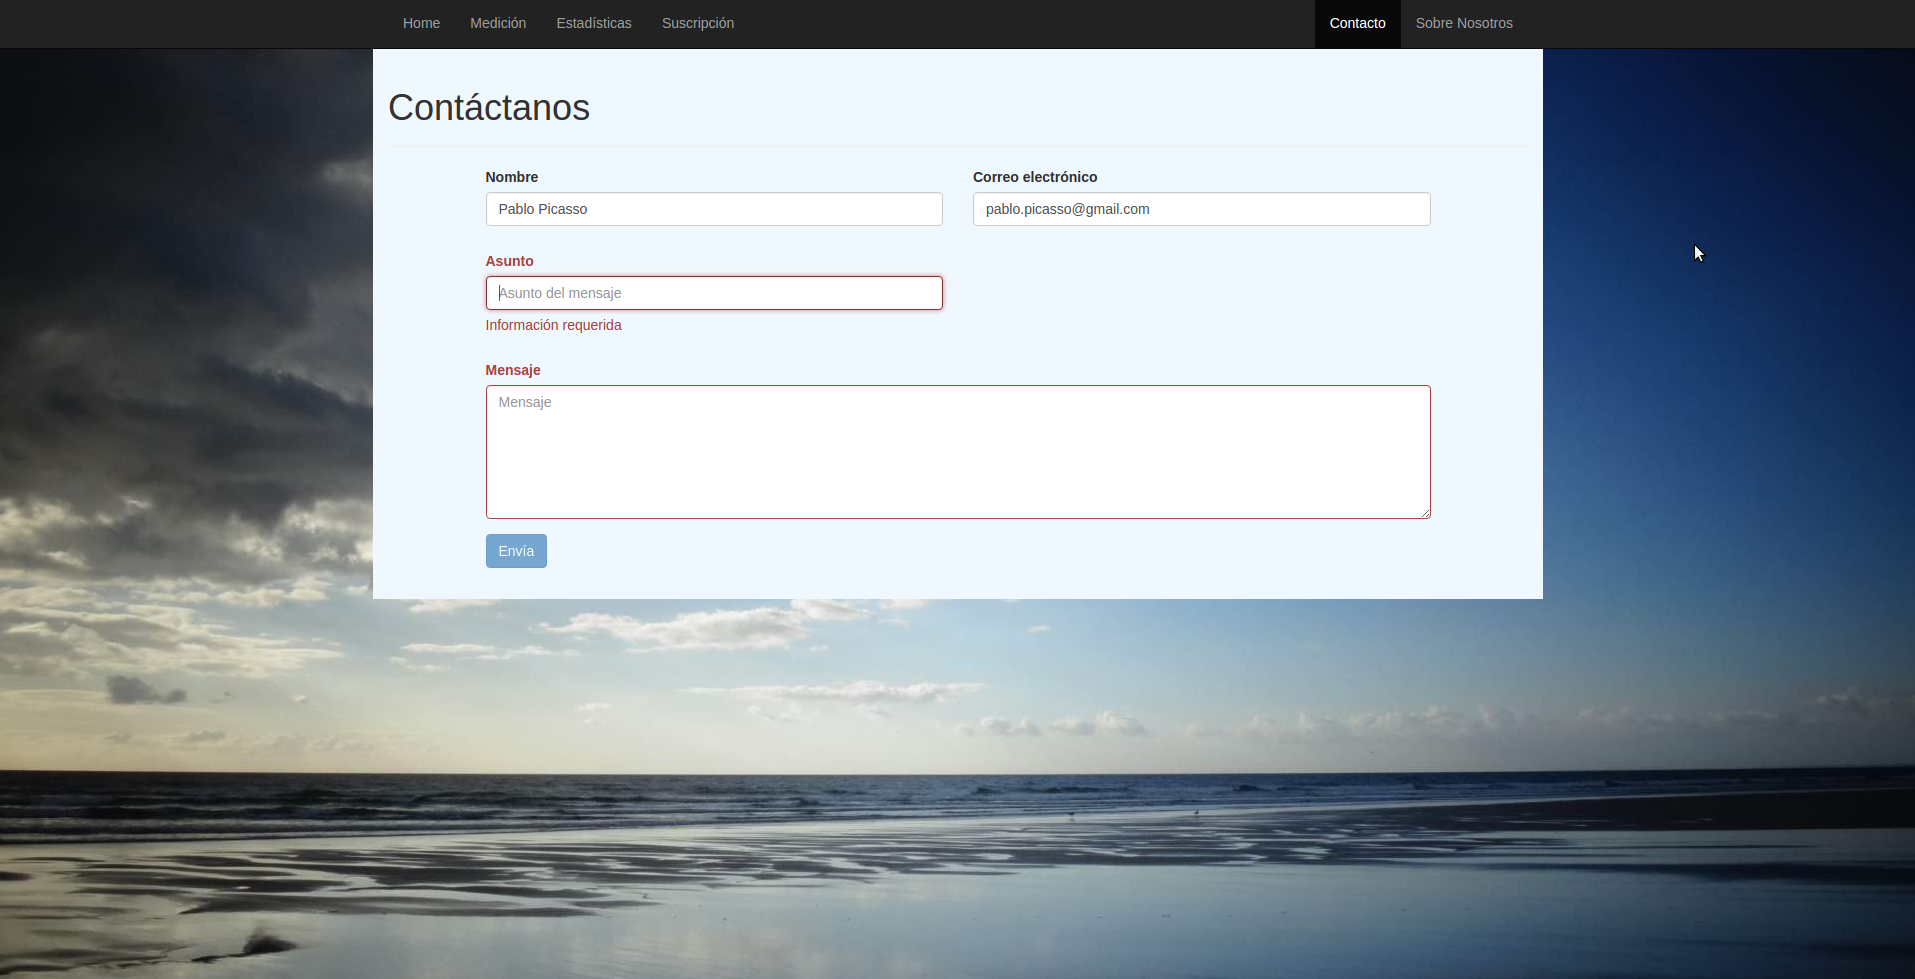 Home Medición Estadísticas Suscripción Contacto Sobre Nosotros
Contáctanos
Nombre Correo electrónico
Pablo Picasso pablo.picasso@gmail.com
Asunto
Asunto del mensaje
Información requerida
Mensaje
Mensaje
Envía